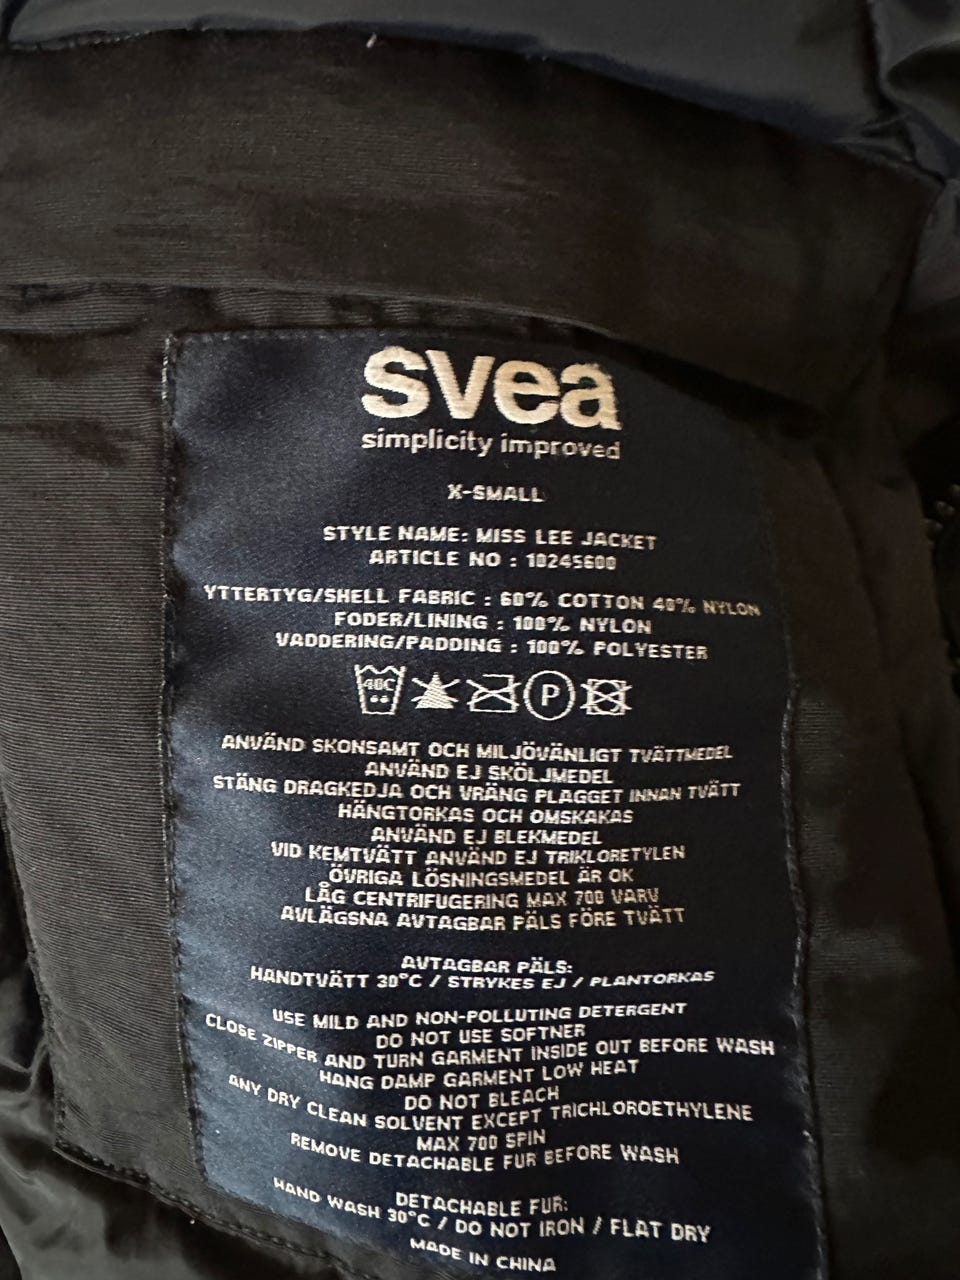 svea
simplicity improved
X-SMALL
STYLE NAME: MISS LEE JACKET
ARTICLE NO : 10245600
YTTERTYG/SHELL FABRIC : 60% COTTON 40% NYLON
FODER/LINING : 100% NYLON
VADDERING/PADDING : 100% POLYESTER
40C P
ANVÄND SKONSAMT OCH MILJÖVÄNLIGT TVÄTTMEDEL
ANVÄND EJ SKÖLJMEDEL
STÄNG DRAGKEDJA OCH VRÄNG PLAGGET INNAN TVÄTT
HÄNGTORKAS OCH OMSKAKAS
ANVÄND EJ BLEKMEDEL
VID KEMTVÄTT ANVÄND EJ TRIKLORETYLEN
ÖVRIGA LÖSNINGSMEDEL ÄR OK
LÅG CENTRIFUGERING MAX 700 VARV
AVLÄGSNA AVTAGBAR PÄLS FÖRE TVÄTT
AVTAGBAR PÄLS:
HANDTVÄTT 30°C / STRYKES EJ / PLANTORKAS
USE MILD AND NON-POLLUTING DETERGENT
DO NOT USE SOFTNER
CLOSE ZIPPER AND TURN GARMENT INSIDE OUT BEFORE WASH
HANG DAMP GARMENT LOW HEAT
DO NOT BLEACH
ANY DRY CLEAN SOLVENT EXCEPT TRICHLOROETHYLENE
MAX 700 SPIN
REMOVE DETACHABLE FUR BEFORE WASH
DETACHABLE FUR:
HAND WASH 30°C / DO NOT IRON / FLAT DRY
MADE IN CHINA